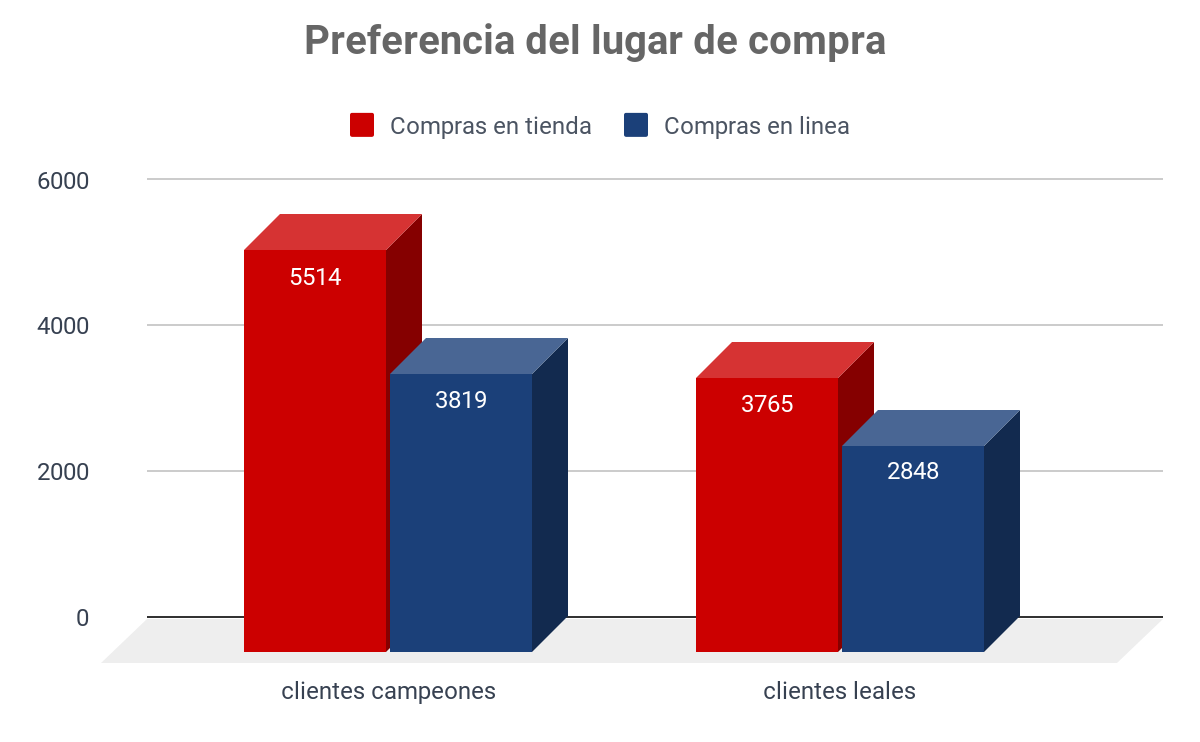 Preferencia del lugar de compra
Compras en tienda
Compras en linea
6000
4000
2000
0
5514
3819
3765
2848
clientes campeones
clientes leales